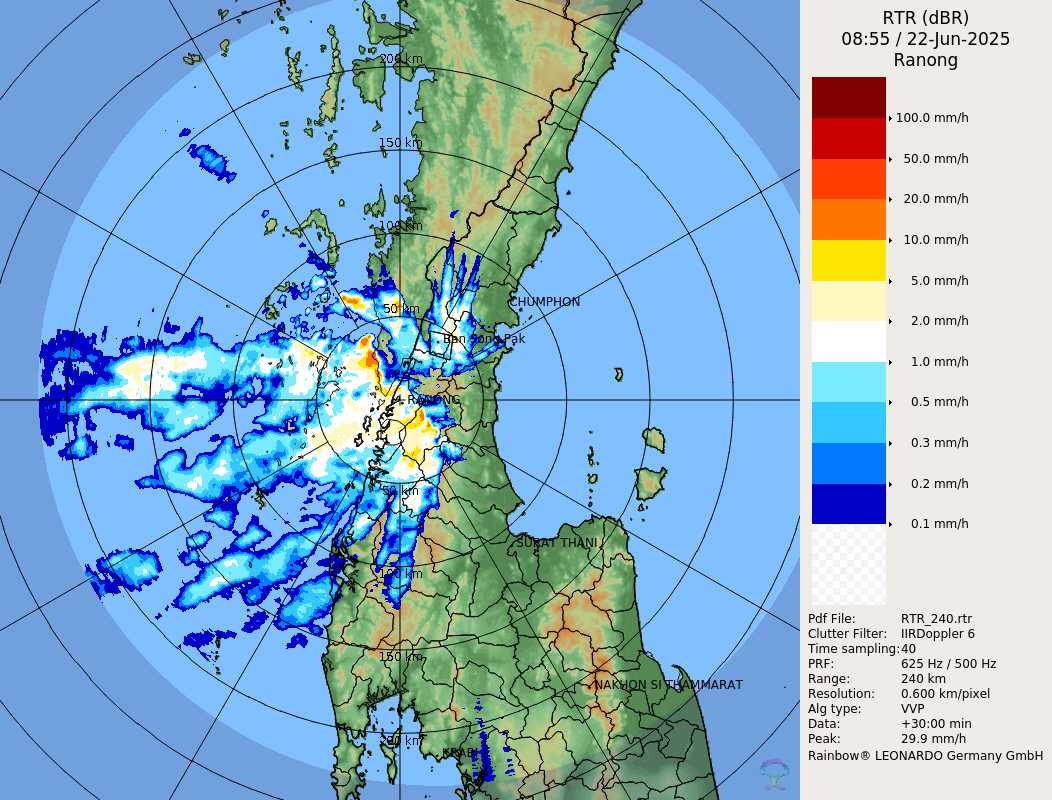 RTR (dBR)
08:55 / 22-Jun-2025
Ranong
100.0 mm/h
50.0 mm/h
20.0 mm/h
10.0 mm/h
5.0 mm/h
2.0 mm/h
1.0 mm/h
0.5 mm/h
0.3 mm/h
0.2 mm/h
0.1 mm/h
Pdf File: RTR_240.rtr
Clutter Filter: IIRDoppler 6
Time sampling:40
PRF: 625 Hz / 500 Hz
Range: 240 km
Resolution: 0.600 km/pixel
Alg type: VVP
Data: +30:00 min
Peak: 29.9 mm/h
Rainbow® LEONARDO Germany GmbH
200 km
150 km
100 km
50 km
CHUMPHON
RANONG
50 km
SURAT THANI
100 km
150 km
NAKHON SI THAMMARAT
200 km
KRABI